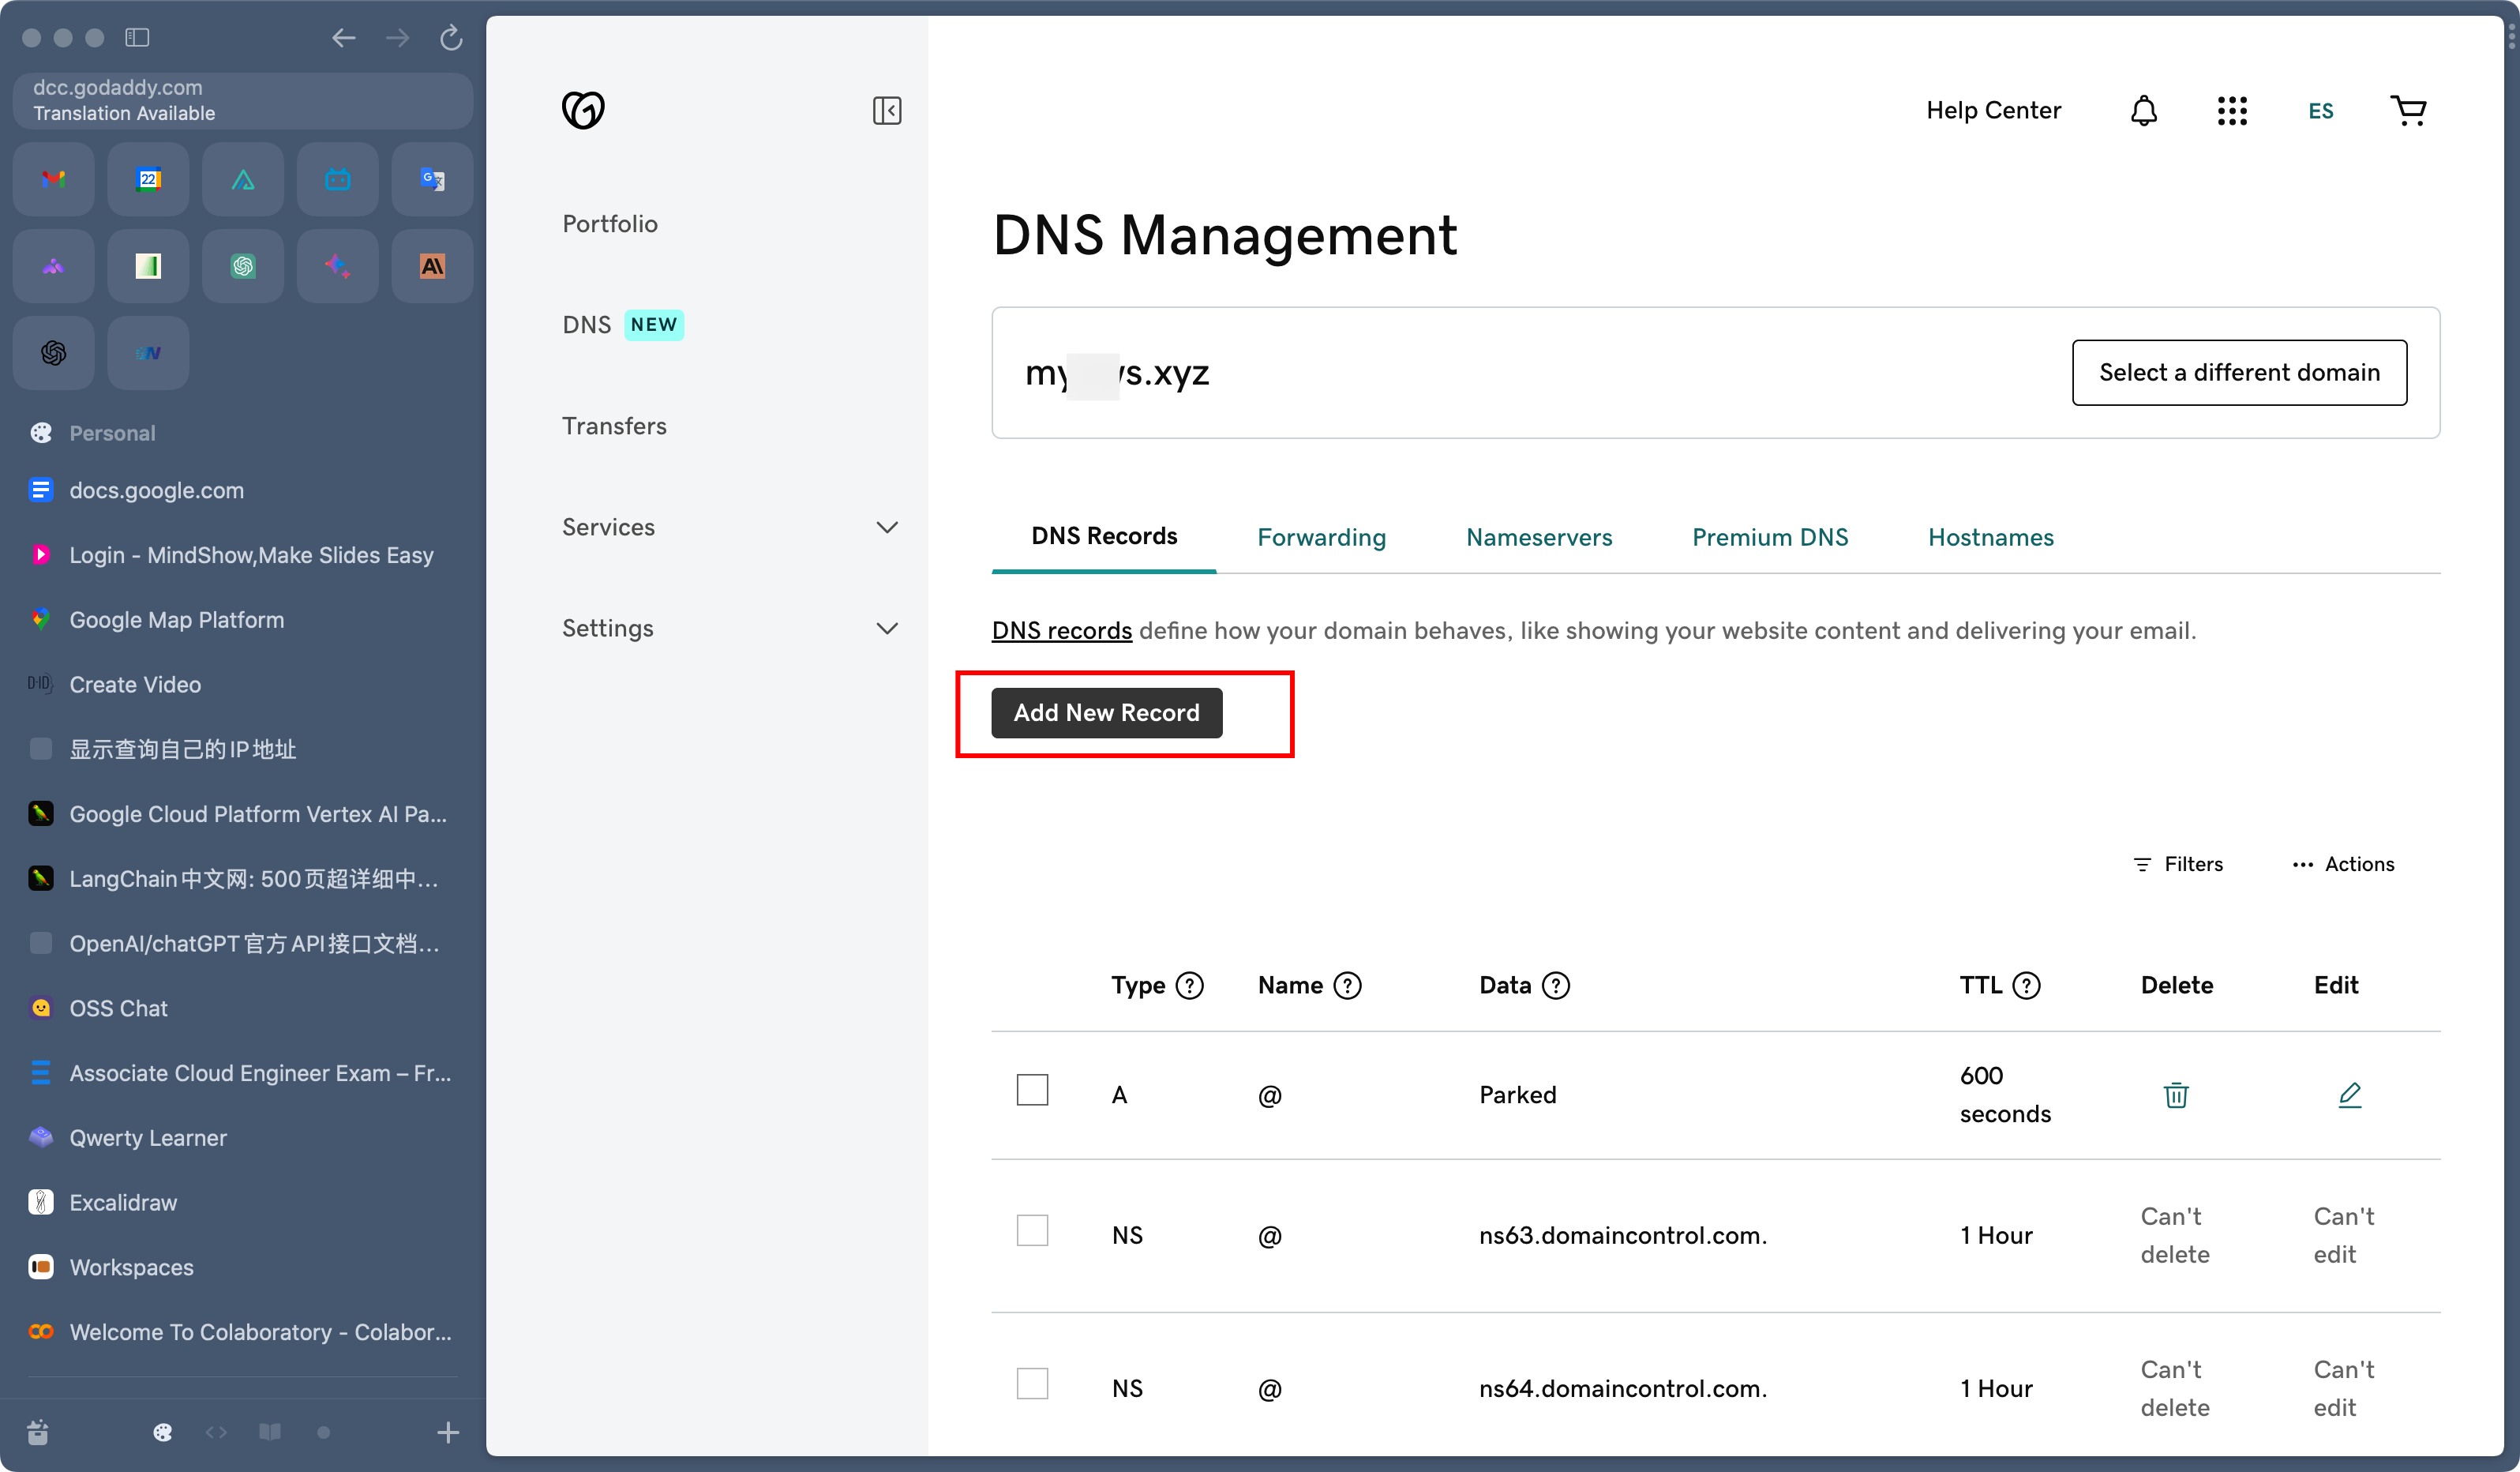 dcc.godaddy.com
Translation Available
22
Personal
docs.google.com
Login - MindShow,Make Slides Easy
Google Map Platform
D-ID
Create Video
显示查询自己的IP地址
Google Cloud Platform Vertex AI Pa...
LangChain中文网: 500页超详细中...
OpenAI/chatGPT官方API接口文档...
OSS Chat
Associate Cloud Engineer Exam – Fr...
Qwerty Learner
Excalidraw
Workspaces
Welcome To Colaboratory - Colabor...
Portfolio
DNS NEW
Transfers
Services
Settings
Help Center
ES
DNS Management
s.xyz
Select a different domain
DNS Records
Forwarding
Nameservers
Premium DNS
Hostnames
DNS records define how your domain behaves, like showing your website content and delivering your email.
Add New Record
Filters
Actions
Type
Name
Data
TTL
Delete
Edit
A @ Parked 600 seconds
NS @ ns63.domaincontrol.com. 1 Hour Can't delete Can't edit
NS @ ns64.domaincontrol.com. 1 Hour Can't delete Can't edit